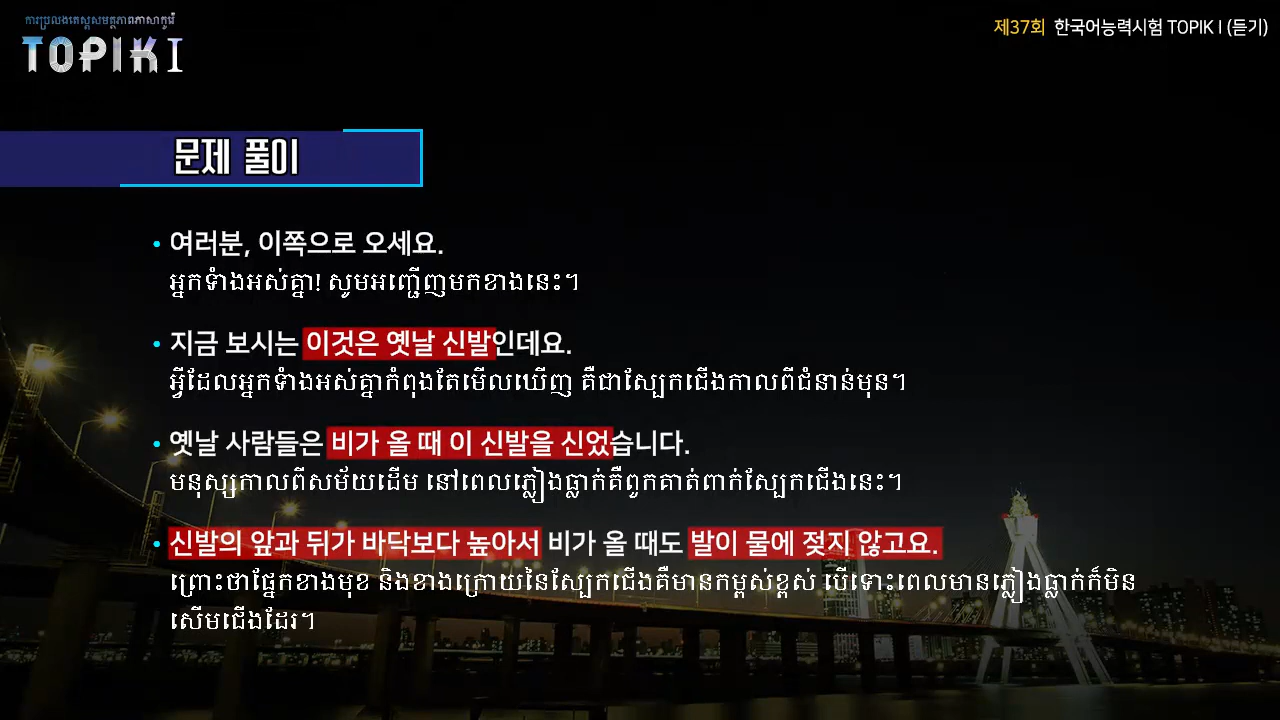 ការប្រលងតេស្តសមត្ថភាពភាសាកូរ៉េ
TOPIK I
제37회 한국어능력시험 TOPIK I (듣기)
문제 풀이
• 여러분, 이쪽으로 오세요.
អ្នកទំាងអស់គ្នា! សូមអញ្ជើញមកខាងនេះ។
• 지금 보시는 이것은 옛날 신발인데요.
អ្វីដែលអ្នកទំាងអស់គ្នាកំពុងតែមើលឃើញ គឺជាស្បែកជើងកាលពីជំនាន់មុន។
• 옛날 사람들은 비가 올 때 이 신발을 신었습니다.
មនុស្សកាលពីសម័យដើម នៅពេលភ្លៀងធ្លាក់គឺពួកគាត់ពាក់ស្បែកជើងនេះ។
• 신발의 앞과 뒤가 바닥보다 높아서 비가 올 때도 발이 물에 젖지 않고요.
ព្រោះថាផ្នែកខាងមុខ និងខាងក្រោយនៃស្បែកជើងគឺមានកម្ពស់ខ្ពស់ បើទោះពេលមានភ្លៀងធ្លាក់ក៏មិន
សើមជើងដែរ។